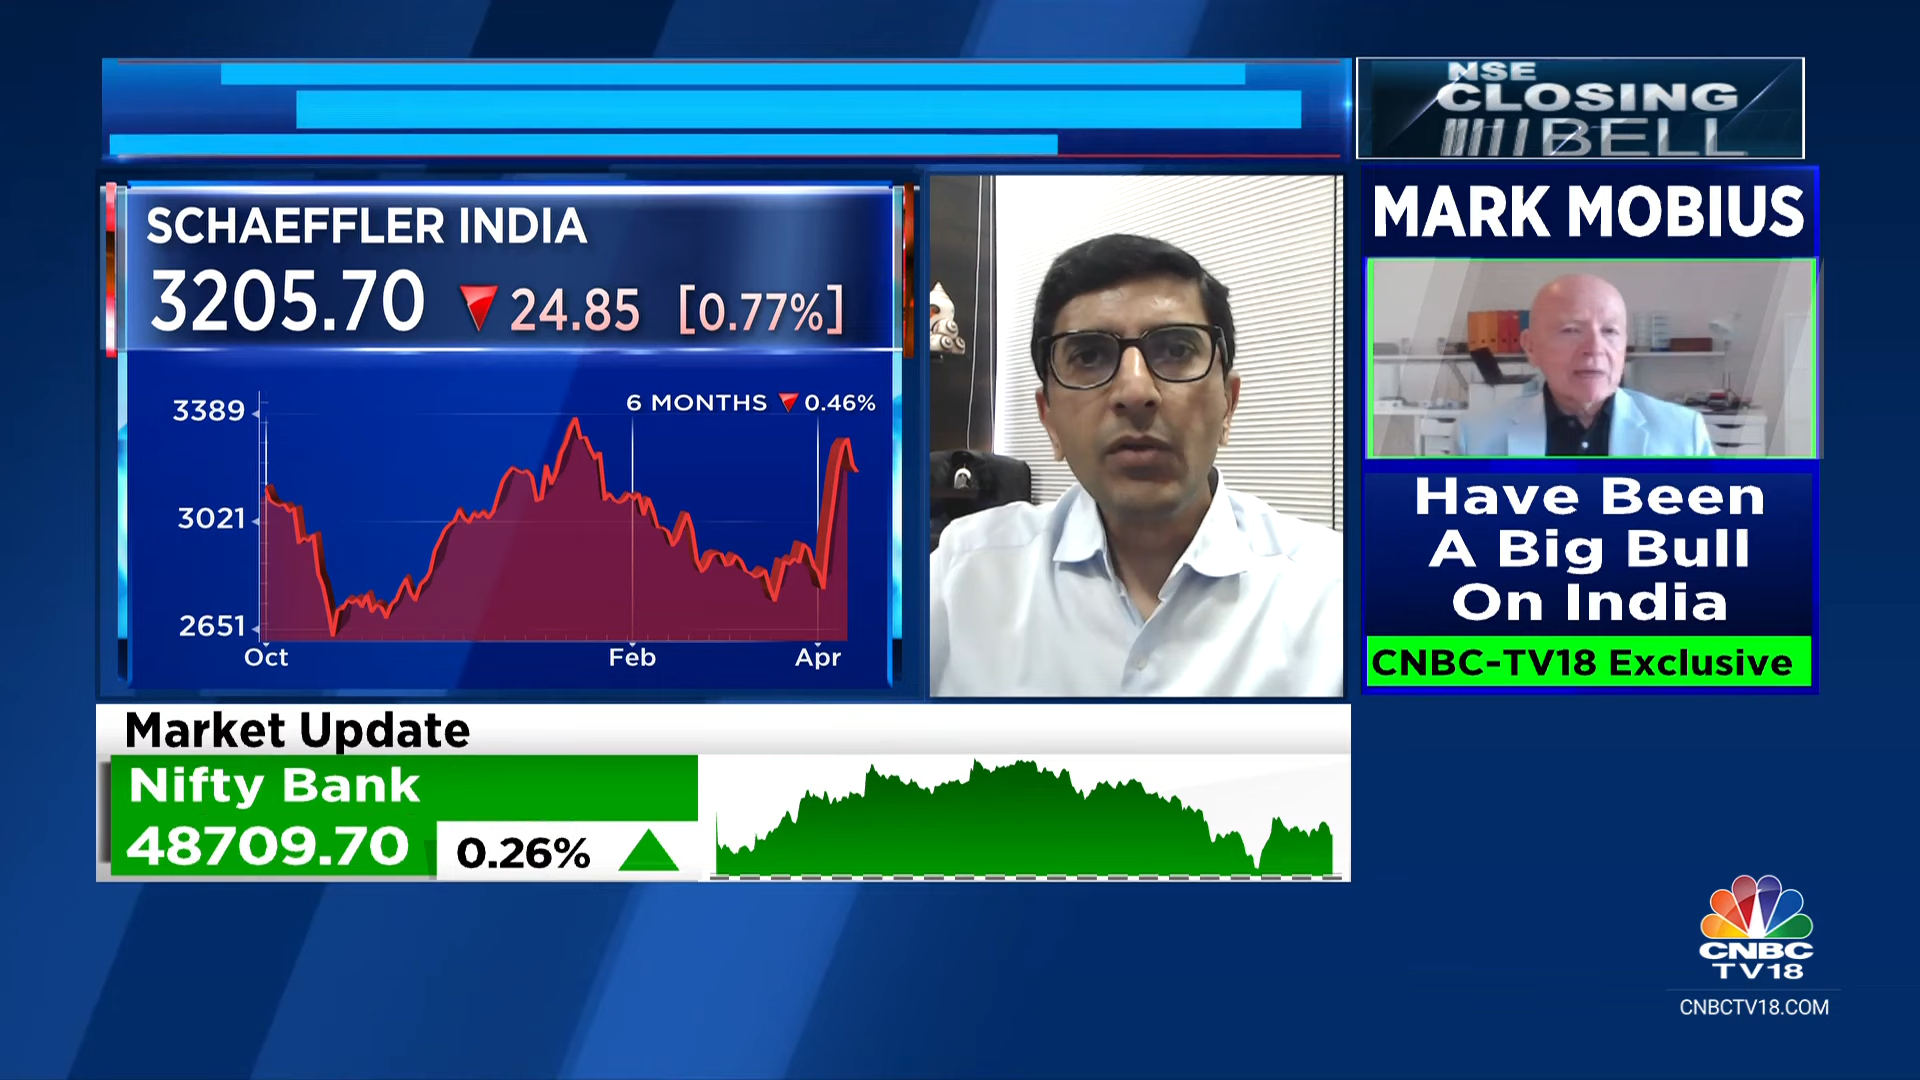 NSE
CLOSING
BELL
SCHAEFFLER INDIA
3205.70 ▼ 24.85 [0.77%]
6 MONTHS ▼ 0.46%
3389
3021
2651
Oct Feb Apr
MARK MOBIUS
Have Been
A Big Bull
On India
CNBC-TV18 Exclusive
Market Update
Nifty Bank
48709.70 0.26% ▲
CNBC
TV18
CNBCTV18.COM